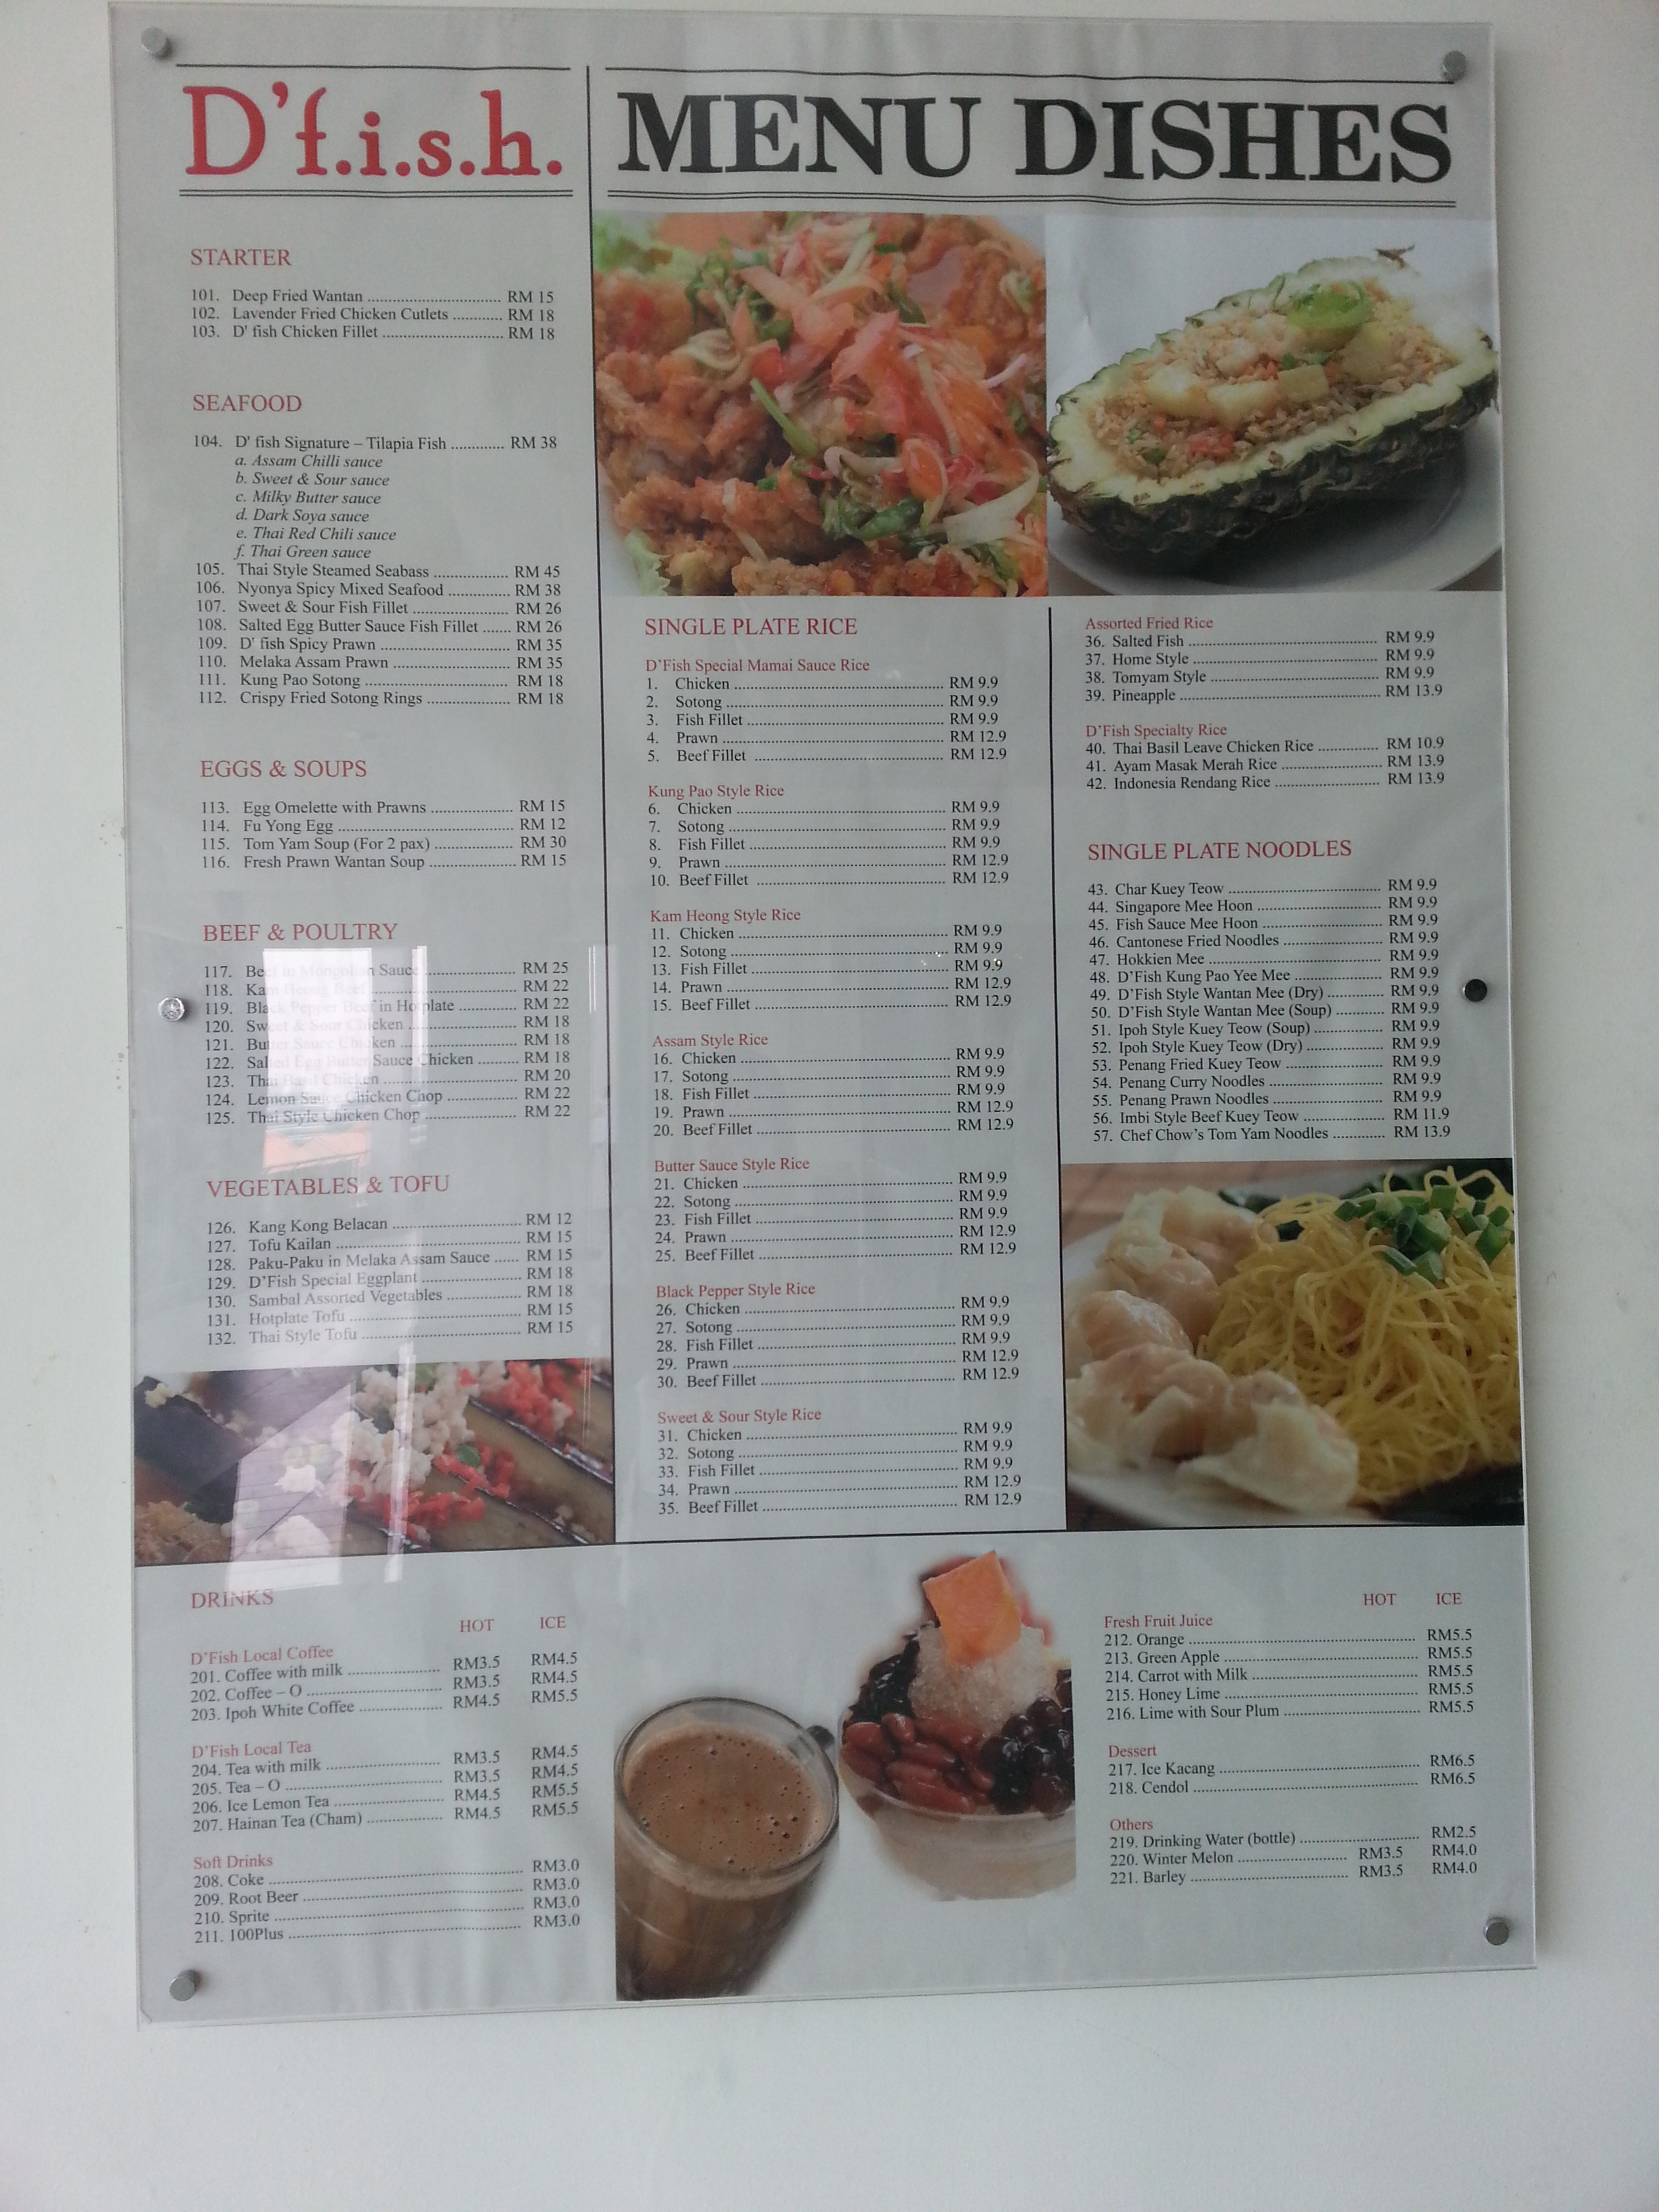 D'f.i.s.h.
MENU DISHES
STARTER
101. Deep Fried Wantan ............ RM 15
102. Lavender Fried Chicken Cutlets ............ RM 18
103. D' fish Chicken Fillet ............ RM 18
SEAFOOD
104. D' fish Signature – Tilapia Fish ............ RM 38
a. Assam Chilli sauce
b. Sweet & Sour sauce
c. Milky Butter sauce
d. Dark Soya sauce
e. Thai Red Chili sauce
f. Thai Green sauce
105. Thai Style Steamed Seabass ............ RM 45
106. Nyonya Spicy Mixed Seafood ............ RM 38
107. Sweet & Sour Fish Fillet ............ RM 26
108. Salted Egg Butter Sauce Fish Fillet ....... RM 26
109. D' fish Spicy Prawn ............ RM 35
110. Melaka Assam Prawn ............ RM 35
111. Kung Pao Sotong ............ RM 18
112. Crispy Fried Sotong Rings ............ RM 18
EGGS & SOUPS
113. Egg Omelette with Prawns ............ RM 15
114. Fu Yong Egg ............ RM 12
115. Tom Yam Soup (For 2 pax) ............ RM 30
116. Fresh Prawn Wantan Soup ............ RM 15
BEEF & POULTRY
117. Beef in Mongolian Sauce ............ RM 25
118. Kam Heong Beef ............ RM 22
119. Black Pepper Beef in Hotplate ............ RM 22
120. Sweet & Sour Chicken ............ RM 18
121. Butter Sauce Chicken ............ RM 18
122. Salted Egg Butter Sauce Chicken ......... RM 18
123. Thai Basil Chicken ............ RM 20
124. Lemon Sauce Chicken Chop ............ RM 22
125. Thai Style Chicken Chop ............ RM 22
VEGETABLES & TOFU
126. Kang Kong Belacan ............ RM 12
127. Tofu Kailan ............ RM 15
128. Paku-Paku in Melaka Assam Sauce ...... RM 15
129. D'Fish Special Eggplant ............ RM 18
130. Sambal Assorted Vegetables ............ RM 18
131. Hotplate Tofu ............ RM 15
132. Thai Style Tofu ............ RM 15
SINGLE PLATE RICE
D'Fish Special Mamai Sauce Rice
1. Chicken ............ RM 9.9
2. Sotong ............ RM 9.9
3. Fish Fillet ............ RM 9.9
4. Prawn ............ RM 12.9
5. Beef Fillet ............ RM 12.9
Kung Pao Style Rice
6. Chicken ............ RM 9.9
7. Sotong ............ RM 9.9
8. Fish Fillet ............ RM 9.9
9. Prawn ............ RM 12.9
10. Beef Fillet ............ RM 12.9
Kam Heong Style Rice
11. Chicken ............ RM 9.9
12. Sotong ............ RM 9.9
13. Fish Fillet ............ RM 9.9
14. Prawn ............ RM 12.9
15. Beef Fillet ............ RM 12.9
Assam Style Rice
16. Chicken ............ RM 9.9
17. Sotong ............ RM 9.9
18. Fish Fillet ............ RM 9.9
19. Prawn ............ RM 12.9
20. Beef Fillet ............ RM 12.9
Butter Sauce Style Rice
21. Chicken ............ RM 9.9
22. Sotong ............ RM 9.9
23. Fish Fillet ............ RM 9.9
24. Prawn ............ RM 12.9
25. Beef Fillet ............ RM 12.9
Black Pepper Style Rice
26. Chicken ............ RM 9.9
27. Sotong ............ RM 9.9
28. Fish Fillet ............ RM 9.9
29. Prawn ............ RM 12.9
30. Beef Fillet ............ RM 12.9
Sweet & Sour Style Rice
31. Chicken ............ RM 9.9
32. Sotong ............ RM 9.9
33. Fish Fillet ............ RM 9.9
34. Prawn ............ RM 12.9
35. Beef Fillet ............ RM 12.9
Assorted Fried Rice
36. Salted Fish ............ RM 9.9
37. Home Style ............ RM 9.9
38. Tomyam Style ............ RM 9.9
39. Pineapple ............ RM 13.9
D'Fish Specialty Rice
40. Thai Basil Leave Chicken Rice ............ RM 10.9
41. Ayam Masak Merah Rice ............ RM 13.9
42. Indonesia Rendang Rice ............ RM 13.9
SINGLE PLATE NOODLES
43. Char Kuey Teow ............ RM 9.9
44. Singapore Mee Hoon ............ RM 9.9
45. Fish Sauce Mee Hoon ............ RM 9.9
46. Cantonese Fried Noodles ............ RM 9.9
47. Hokkien Mee ............ RM 9.9
48. D'Fish Kung Pao Yee Mee ............ RM 9.9
49. D'Fish Style Wantan Mee (Dry) ............ RM 9.9
50. D'Fish Style Wantan Mee (Soup) ............ RM 9.9
51. Ipoh Style Kuey Teow (Soup) ............ RM 9.9
52. Ipoh Style Kuey Teow (Dry) ............ RM 9.9
53. Penang Fried Kuey Teow ............ RM 9.9
54. Penang Curry Noodles ............ RM 9.9
55. Penang Prawn Noodles ............ RM 9.9
56. Imbi Style Beef Kuey Teow ............ RM 11.9
57. Chef Chow's Tom Yam Noodles ............ RM 13.9
DRINKS
HOT ICE
D'Fish Local Coffee
201. Coffee with milk ............ RM3.5 RM4.5
202. Coffee – O ............ RM3.5 RM4.5
203. Ipoh White Coffee ............ RM4.5 RM5.5
D'Fish Local Tea
204. Tea with milk ............ RM3.5 RM4.5
205. Tea – O ............ RM3.5 RM4.5
206. Ice Lemon Tea ............ RM4.5 RM5.5
207. Hainan Tea (Cham) ............ RM4.5 RM5.5
Soft Drinks
208. Coke ............ RM3.0
209. Root Beer ............ RM3.0
210. Sprite ............ RM3.0
211. 100Plus ............ RM3.0
HOT ICE
Fresh Fruit Juice
212. Orange ............ RM5.5
213. Green Apple ............ RM5.5
214. Carrot with Milk ............ RM5.5
215. Honey Lime ............ RM5.5
216. Lime with Sour Plum ............ RM5.5
Dessert
217. Ice Kacang ............ RM6.5
218. Cendol ............ RM6.5
Others
219. Drinking Water (bottle) ............ RM2.5
220. Winter Melon ............ RM3.5 RM4.0
221. Barley ............ RM3.5 RM4.0